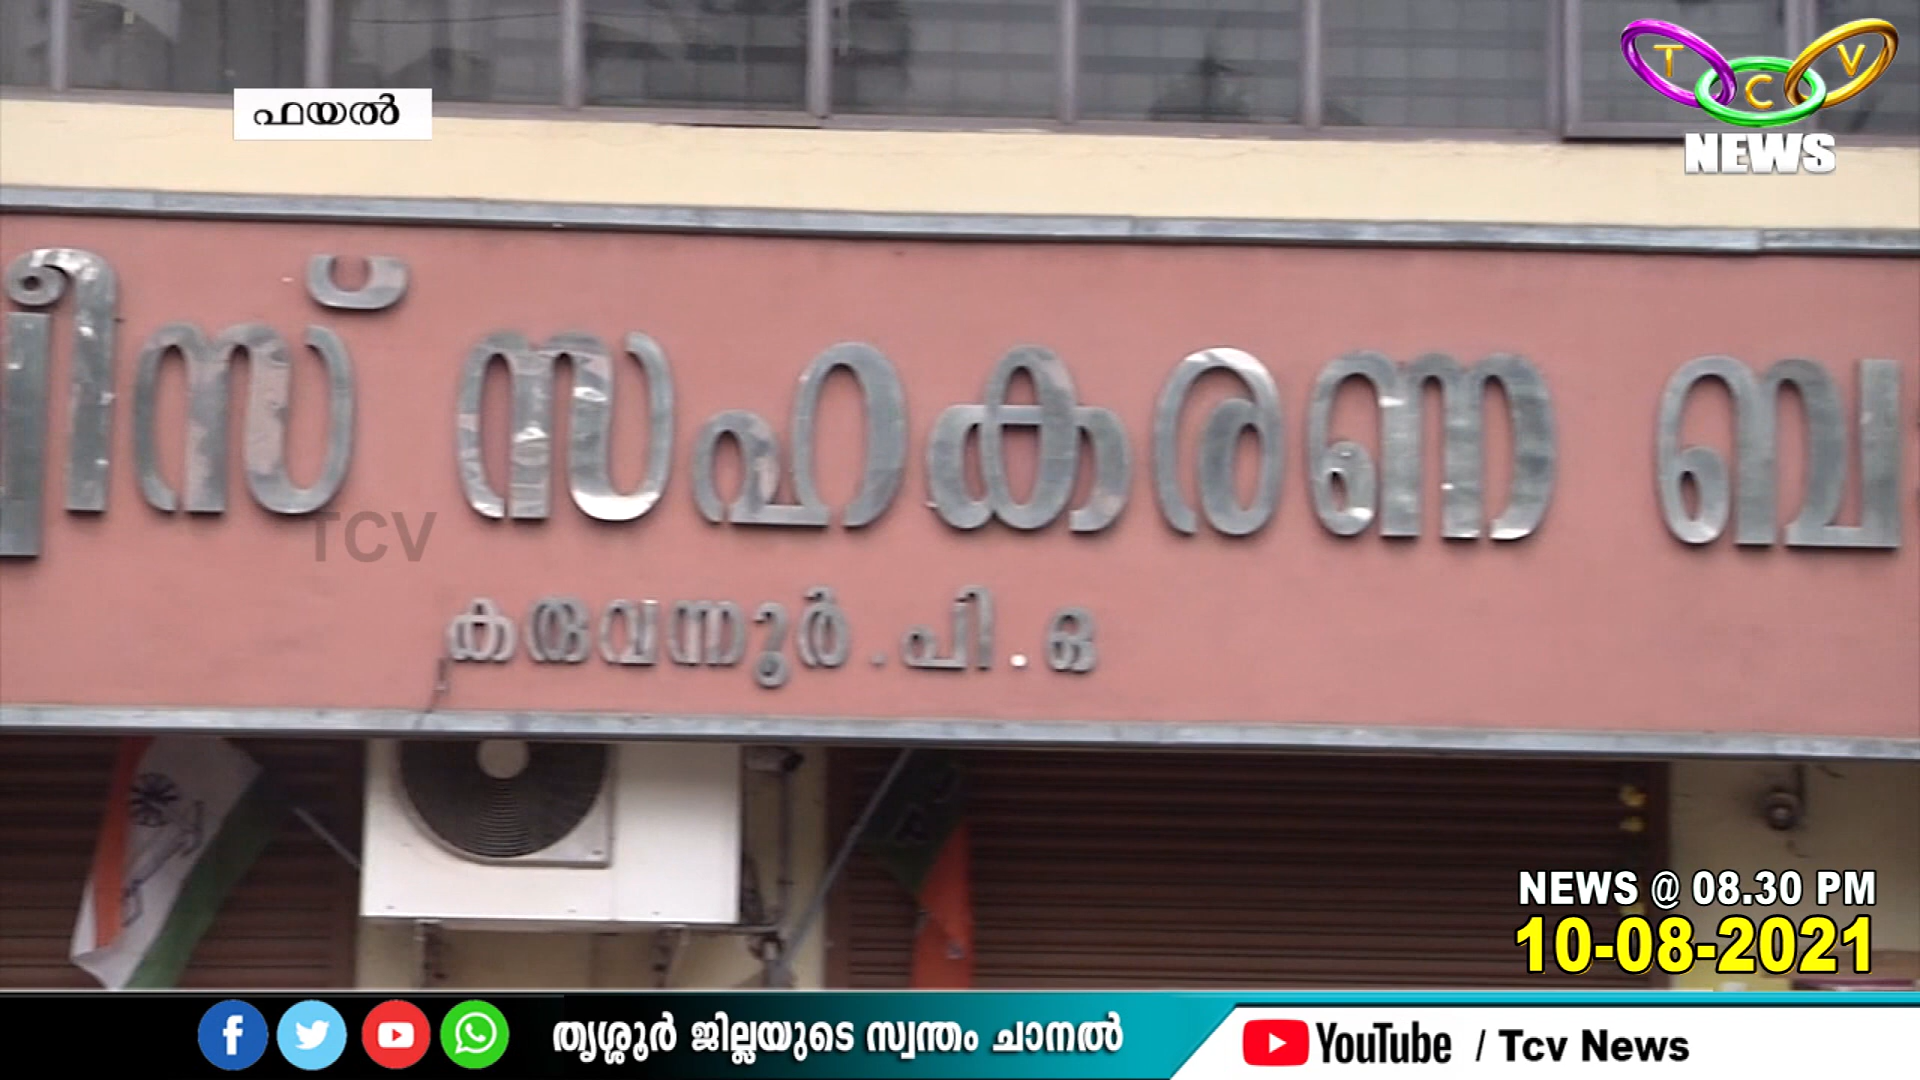 T C V
NEWS
ഫയൽ
സഹകരണ
TCV
കരുവന്നൂർ . പി . ഒ
NEWS @ 08.30 PM
10-08-2021
തൃശ്ശൂർ ജില്ലയുടെ സ്വന്തം ചാനൽ
YouTube / Tcv News